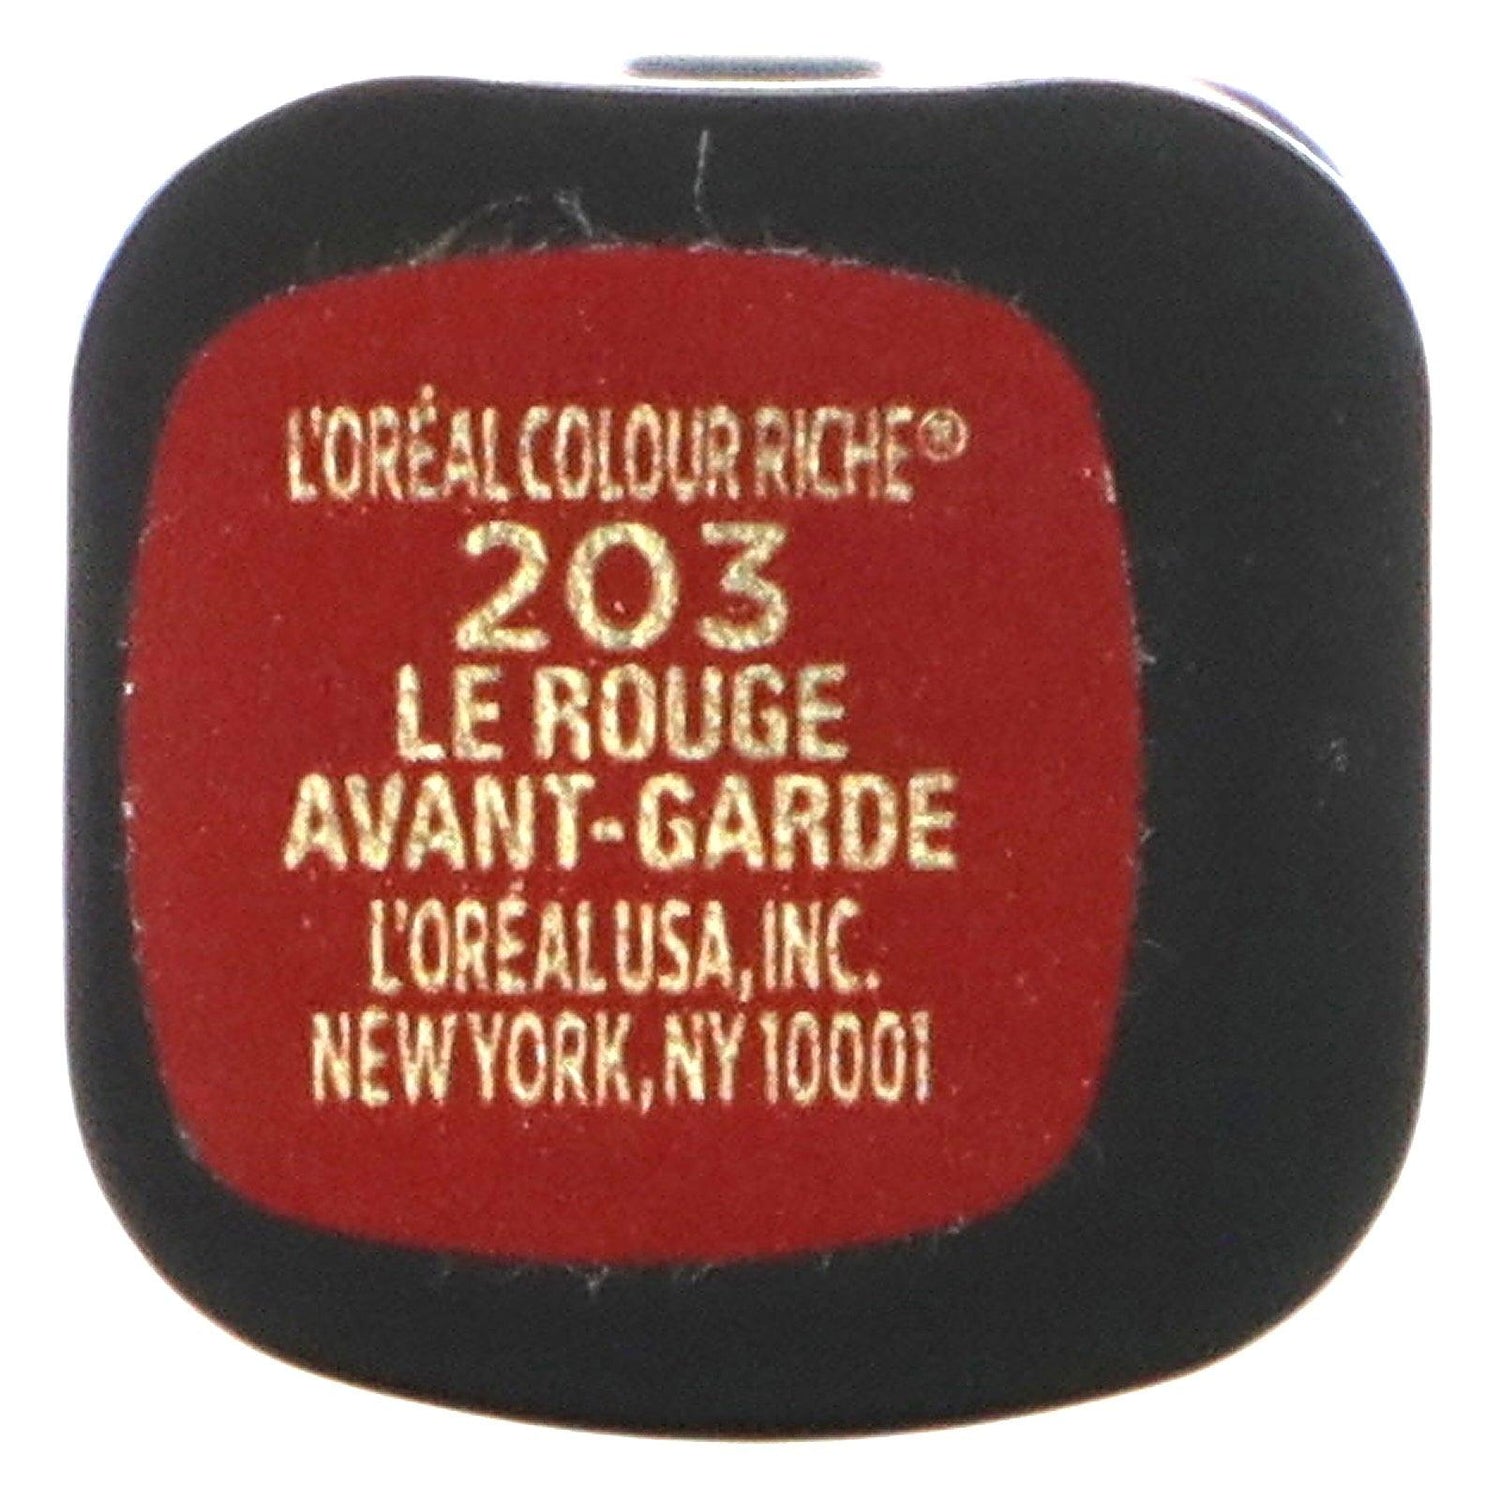 L'ORÉAL COLOUR RICHE®
203
LE ROUGE
AVANT-GARDE
L'ORÉAL USA, INC.
NEW YORK, NY 10001